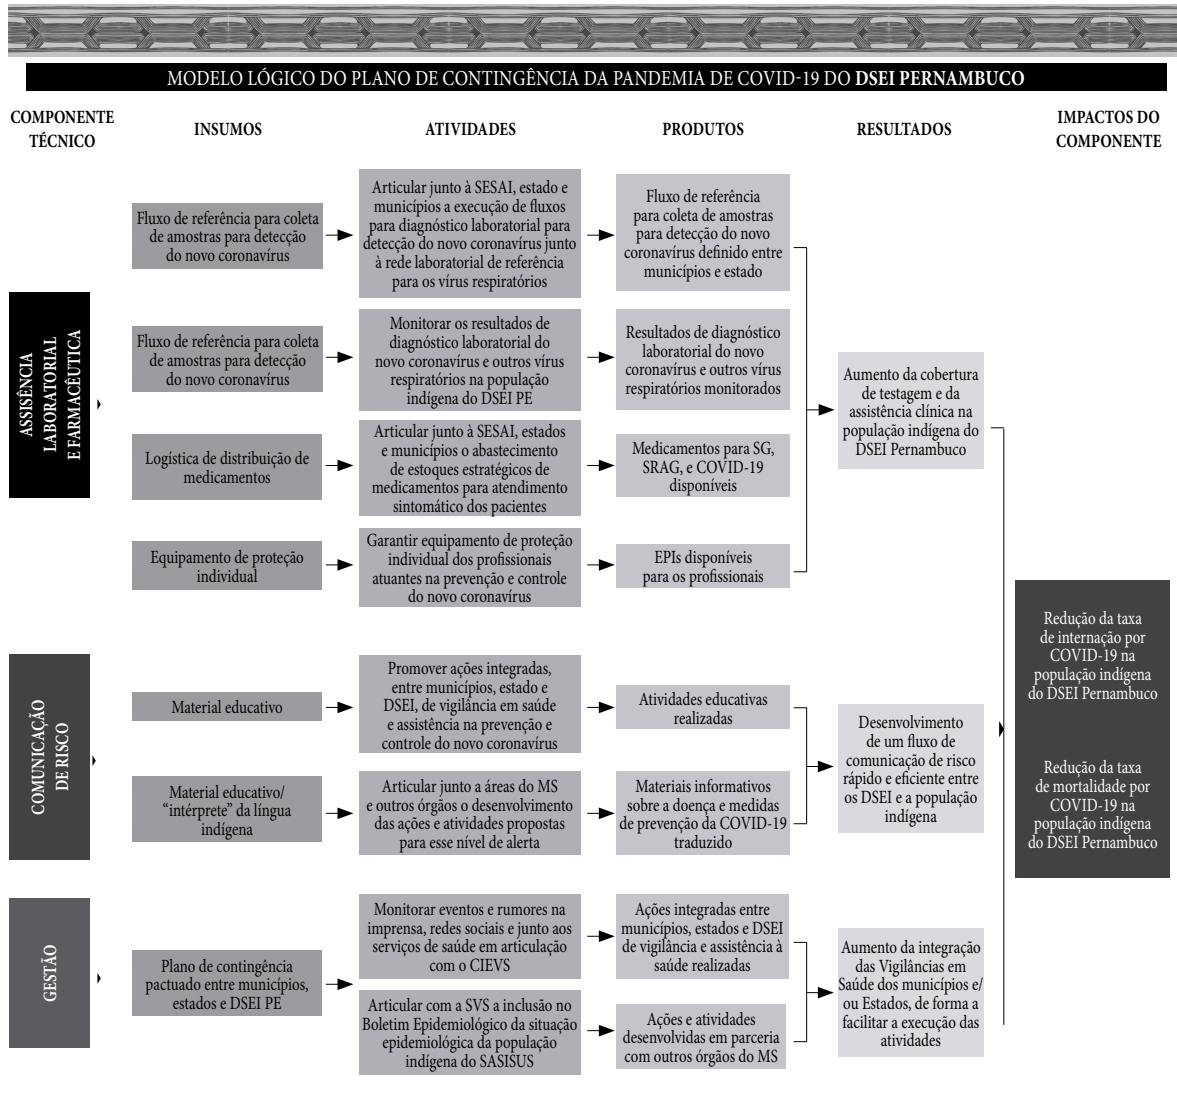 MODELO LÓGICO DO PLANO DE CONTINGÊNCIA DA PANDEMIA DE COVID-19 DO DSEI PERNAMBUCO
COMPONENTE
TÉCNICO
INSUMOS
ATIVIDADES
PRODUTOS
RESULTADOS
IMPACTOS DO
COMPONENTE
ASSISÊNCIA
LABORATORIAL
E FARMACÊUTICA
Fluxo de referência para coleta
de amostras para detecção
do novo coronavírus
Articular junto à SESAI, estado e
municípios a execução de fluxos
para diagnóstico laboratorial para
detecção do novo coronavírus junto
à rede laboratorial de referência
para os vírus respiratórios
Fluxo de referência
para coleta de amostras
para detecção do novo
coronavírus definido entre
municípios e estado
Fluxo de referência para coleta
de amostras para detecção
do novo coronavírus
Monitorar os resultados de
diagnóstico laboratorial do
novo coronavírus e outros vírus
respiratórios na população
indígena do DSEI PE
Resultados de diagnóstico
laboratorial do novo
coronavírus e outros vírus
respiratórios monitorados
Logística de distribuição de
medicamentos
Articular junto à SESAI, estados
e municípios o abastecimento
de estoques estratégicos de
medicamentos para atendimento
sintomático dos pacientes
Medicamentos para SG,
SRAG, e COVID-19
disponíveis
Equipamento de proteção
individual
Garantir equipamento de proteção
individual dos profissionais
atuantes na prevenção e controle
do novo coronavírus
EPIs disponíveis
para os profissionais
Aumento da cobertura
de testagem e da
assistência clínica na
população indígena do
DSEI Pernambuco
COMUNICAÇÃO
DE RISCO
Material educativo
Promover ações integradas,
entre municípios, estado e
DSEI, de vigilância em saúde
e assistência na prevenção e
controle do novo coronavírus
Atividades educativas
realizadas
Material educativo/
“intérprete” da língua
indígena
Articular junto a áreas do MS
e outros órgãos o desenvolvimento
das ações e atividades propostas
para esse nível de alerta
Materiais informativos
sobre a doença e medidas
de prevenção da COVID-19
traduzido
Desenvolvimento
de um fluxo de
comunicação de risco
rápido e eficiente entre
os DSEI e a população
indígena
GESTÃO
Plano de contingência
pactuado entre municípios,
estados e DSEI PE
Monitorar eventos e rumores na
imprensa, redes sociais e junto aos
serviços de saúde em articulação
com o CIEVS
Ações integradas entre
municípios, estados e DSEI
de vigilância e assistência à
saúde realizadas
Articular com a SVS a inclusão no
Boletim Epidemiológico da situação
epidemiológica da população
indígena do SASISUS
Ações e atividades
desenvolvidas em parceria
com outros órgãos do MS
Aumento da integração
das Vigilâncias em
Saúde dos municípios e/
ou Estados, de forma a
facilitar a execução das
atividades
Redução da taxa
de internação por
COVID-19 na
população indígena
do DSEI Pernambuco
Redução da taxa
de mortalidade por
COVID-19 na
população indígena
do DSEI Pernambuco